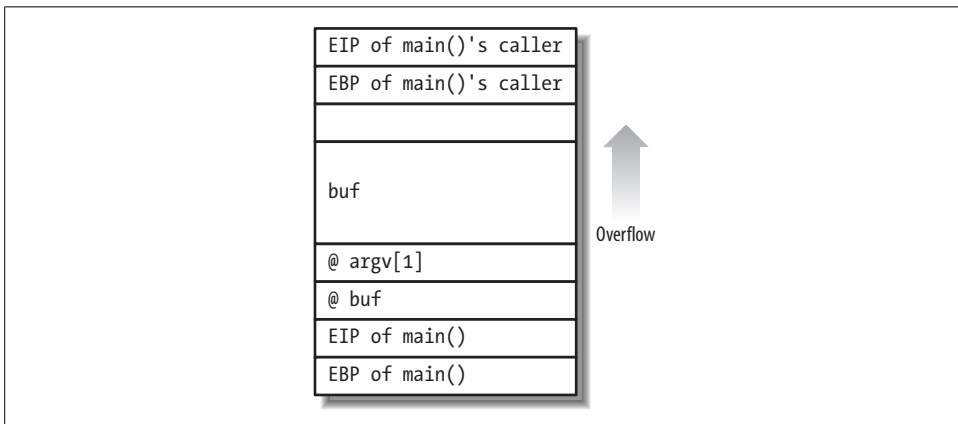 EIP of main()'s caller
EBP of main()'s caller
buf
Overflow
@ argv[1]
@ buf
EIP of main()
EBP of main()